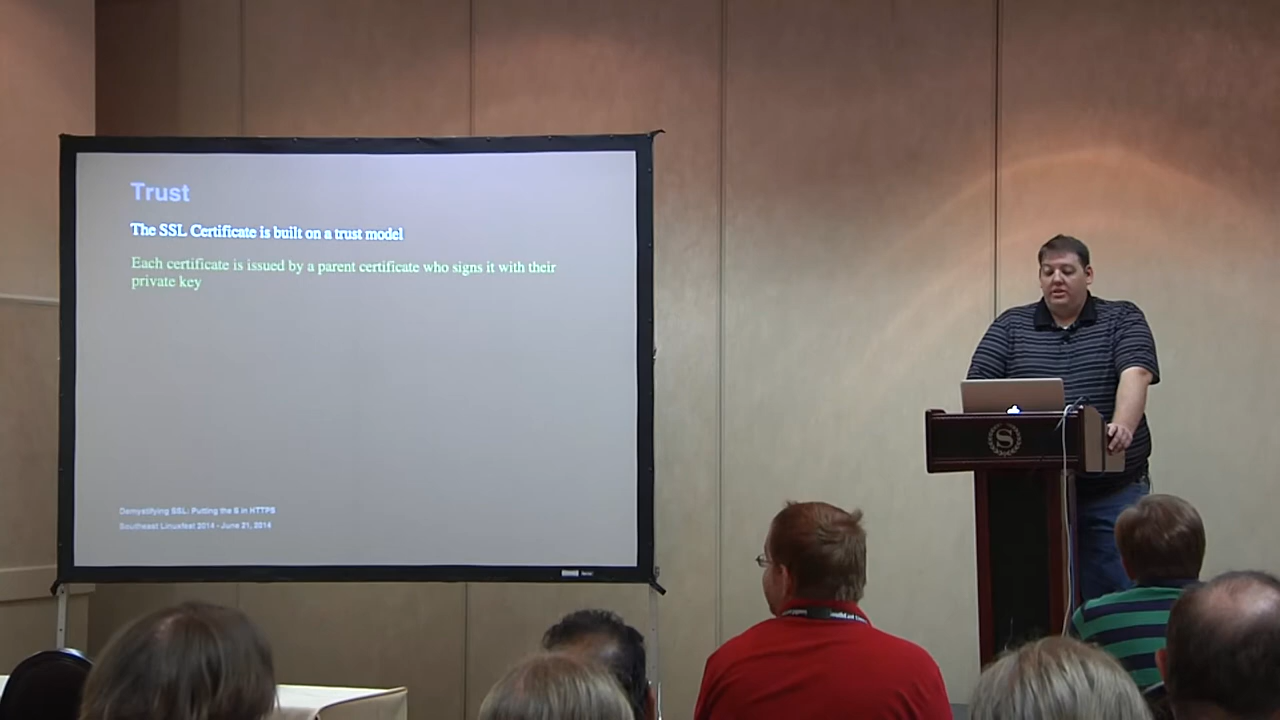 Trust
The SSL Certificate is built on a trust model
Each certificate is issued by a parent certificate who signs it with their
private key
Demystifying SSL: Putting the S in HTTPS
Southeast Linuxfest 2014 - June 21, 2014
S